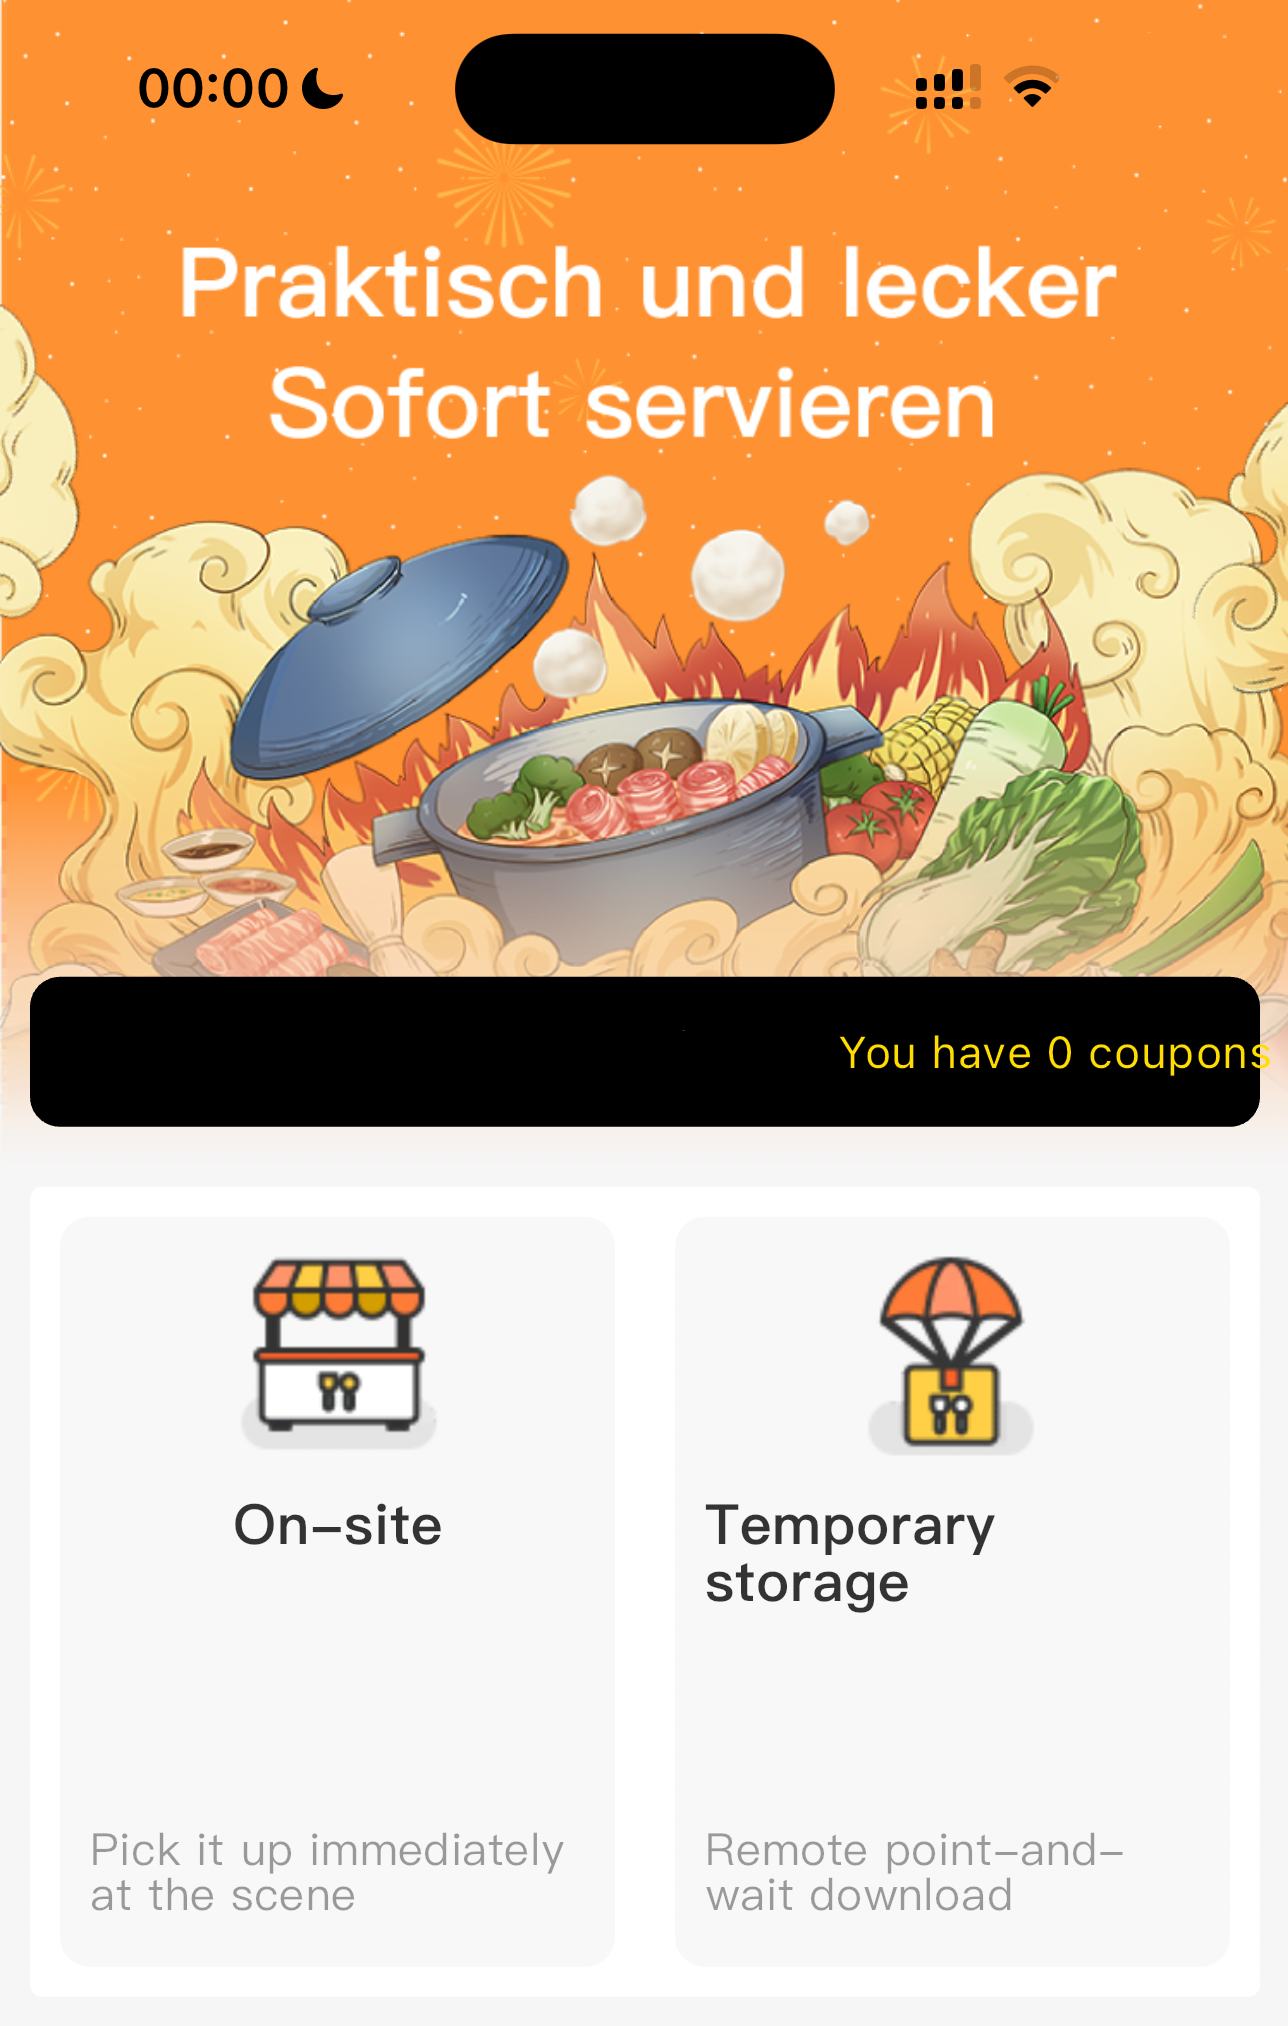 00:00
Praktisch und lecker
Sofort servieren
You have 0 coupons
On-site
Temporary
storage
Pick it up immediately
at the scene
Remote point-and-
wait download